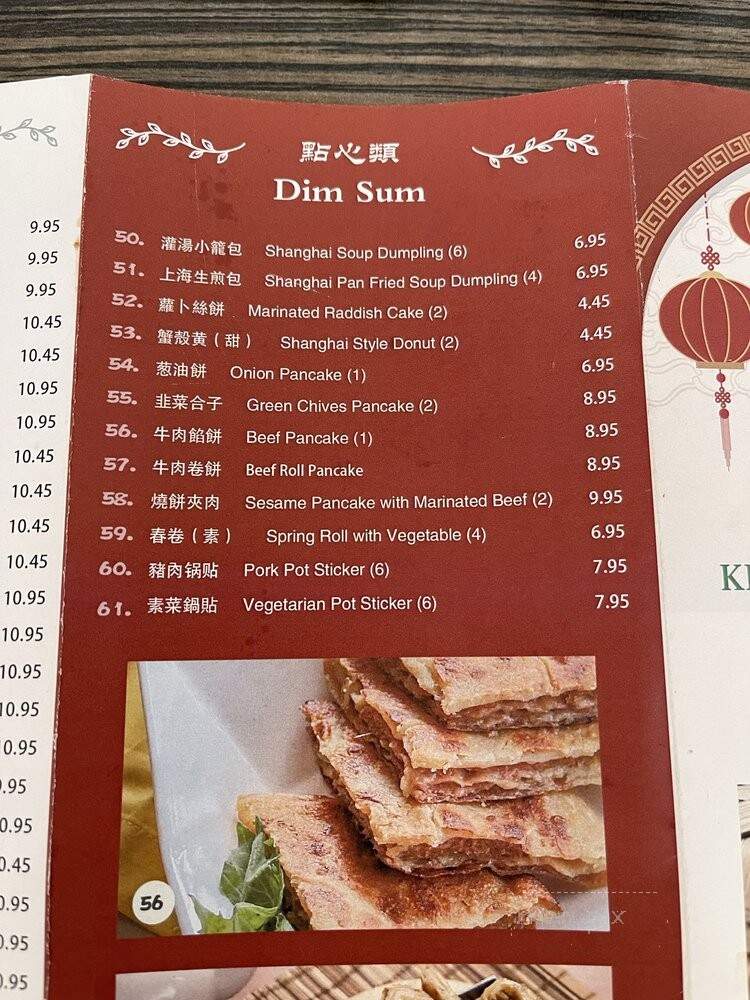 點心類
Dim Sum
50. 灌湯小籠包 Shanghai Soup Dumpling (6) 6.95
51. 上海生煎包 Shanghai Pan Fried Soup Dumpling (4) 6.95
52. 蘿卜絲餅 Marinated Raddish Cake (2) 4.45
53. 蟹殼黄（甜） Shanghai Style Donut (2) 4.45
54. 葱油餅 Onion Pancake (1) 6.95
55. 韭菜合子 Green Chives Pancake (2) 8.95
56. 牛肉餡餅 Beef Pancake (1) 8.95
57. 牛肉卷餅 Beef Roll Pancake 8.95
58. 燒餅夾肉 Sesame Pancake with Marinated Beef (2) 9.95
59. 春卷（素） Spring Roll with Vegetable (4) 6.95
60. 豬肉锅贴 Pork Pot Sticker (6) 7.95
61. 素菜鍋貼 Vegetarian Pot Sticker (6) 7.95
56
9.95
9.95
9.95
10.45
10.45
10.95
10.95
10.45
10.45
10.45
10.45
10.95
10.95
10.95
10.95
10.95